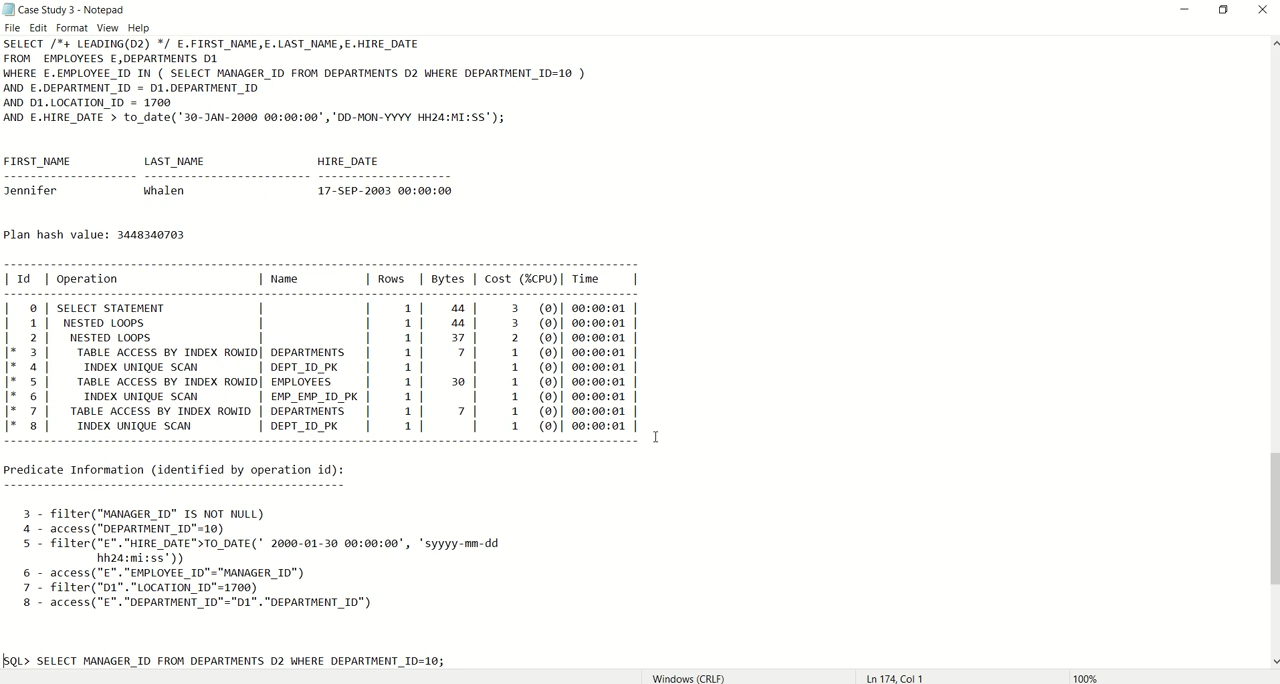 Case Study 3 - Notepad
File Edit Format View Help
SELECT /*+ LEADING(D2) */ E.FIRST_NAME,E.LAST_NAME,E.HIRE_DATE
FROM  EMPLOYEES E,DEPARTMENTS D1
WHERE E.EMPLOYEE_ID IN ( SELECT MANAGER_ID FROM DEPARTMENTS D2 WHERE DEPARTMENT_ID=10 )
AND E.DEPARTMENT_ID = D1.DEPARTMENT_ID
AND D1.LOCATION_ID = 1700
AND E.HIRE_DATE > to_date('30-JAN-2000 00:00:00','DD-MON-YYYY HH24:MI:SS');
FIRST_NAME           LAST_NAME                 HIRE_DATE
-------------------- ------------------------- --------------------
Jennifer             Whalen                    17-SEP-2003 00:00:00
Plan hash value: 3448340703
-----------------------------------------------------------------------------------------------
| Id  | Operation                     | Name          | Rows  | Bytes | Cost (%CPU)| Time     |
-----------------------------------------------------------------------------------------------
|   0 | SELECT STATEMENT              |               |     1 |    44 |     3   (0)| 00:00:01 |
|   1 |  NESTED LOOPS                 |               |     1 |    44 |     3   (0)| 00:00:01 |
|   2 |   NESTED LOOPS                |               |     1 |    37 |     2   (0)| 00:00:01 |
|*  3 |    TABLE ACCESS BY INDEX ROWID| DEPARTMENTS   |     1 |     7 |     1   (0)| 00:00:01 |
|*  4 |     INDEX UNIQUE SCAN         | DEPT_ID_PK    |     1 |       |     1   (0)| 00:00:01 |
|*  5 |    TABLE ACCESS BY INDEX ROWID| EMPLOYEES     |     1 |    30 |     1   (0)| 00:00:01 |
|*  6 |     INDEX UNIQUE SCAN         | EMP_EMP_ID_PK |     1 |       |     1   (0)| 00:00:01 |
|*  7 |   TABLE ACCESS BY INDEX ROWID | DEPARTMENTS   |     1 |     7 |     1   (0)| 00:00:01 |
|*  8 |    INDEX UNIQUE SCAN          | DEPT_ID_PK    |     1 |       |     1   (0)| 00:00:01 |
-----------------------------------------------------------------------------------------------
Predicate Information (identified by operation id):
---------------------------------------------------
3 - filter("MANAGER_ID" IS NOT NULL)
4 - access("DEPARTMENT_ID"=10)
5 - filter("E"."HIRE_DATE">TO_DATE(' 2000-01-30 00:00:00', 'syyyy-mm-dd
hh24:mi:ss'))
6 - access("E"."EMPLOYEE_ID"="MANAGER_ID")
7 - filter("D1"."LOCATION_ID"=1700)
8 - access("E"."DEPARTMENT_ID"="D1"."DEPARTMENT_ID")
SQL> SELECT MANAGER_ID FROM DEPARTMENTS D2 WHERE DEPARTMENT_ID=10;
Windows (CRLF) Ln 174, Col 1 100%